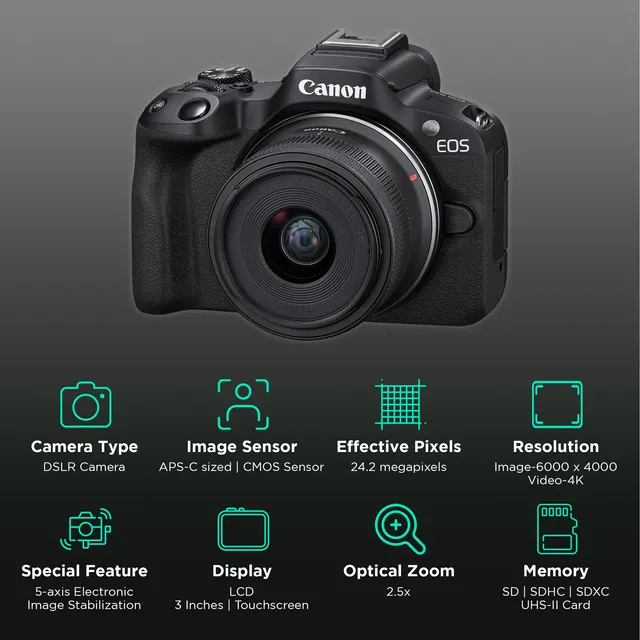 Canon
EOS
Canon
Camera Type
DSLR Camera
Image Sensor
APS-C sized | CMOS Sensor
Effective Pixels
24.2 megapixels
Resolution
Image-6000 x 4000
Video-4K
Special Feature
5-axis Electronic
Image Stabilization
Display
LCD
3 Inches | Touchscreen
Optical Zoom
2.5x
Memory
SD | SDHC | SDXC
UHS-II Card